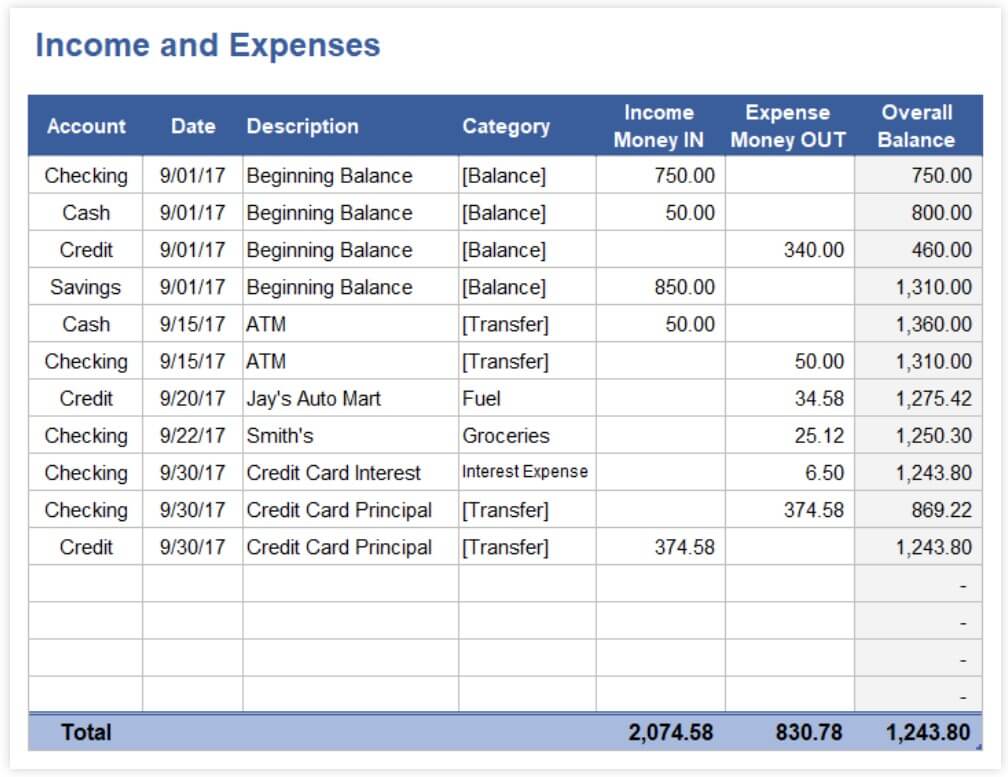 Income and Expenses
Account Date Description Category Income Money IN Expense Money OUT Overall Balance
Checking 9/01/17 Beginning Balance [Balance] 750.00 750.00
Cash 9/01/17 Beginning Balance [Balance] 50.00 800.00
Credit 9/01/17 Beginning Balance [Balance] 340.00 460.00
Savings 9/01/17 Beginning Balance [Balance] 850.00 1,310.00
Cash 9/15/17 ATM [Transfer] 50.00 1,360.00
Checking 9/15/17 ATM [Transfer] 50.00 1,310.00
Credit 9/20/17 Jay's Auto Mart Fuel 34.58 1,275.42
Checking 9/22/17 Smith's Groceries 25.12 1,250.30
Checking 9/30/17 Credit Card Interest Interest Expense 6.50 1,243.80
Checking 9/30/17 Credit Card Principal [Transfer] 374.58 869.22
Credit 9/30/17 Credit Card Principal [Transfer] 374.58 1,243.80
-
-
-
-
Total 2,074.58 830.78 1,243.80